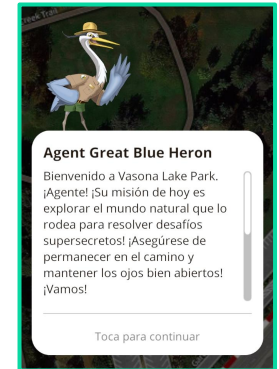 Creek Trail
Agent Great Blue Heron
Bienvenido a Vasona Lake Park.
¡Agente! ¡Su misión de hoy es
explorar el mundo natural que lo
rodea para resolver desafíos
supersecretos! ¡Asegúrese de
permanecer en el camino y
mantener los ojos bien abiertos!
¡Vamos!
Toca para continuar